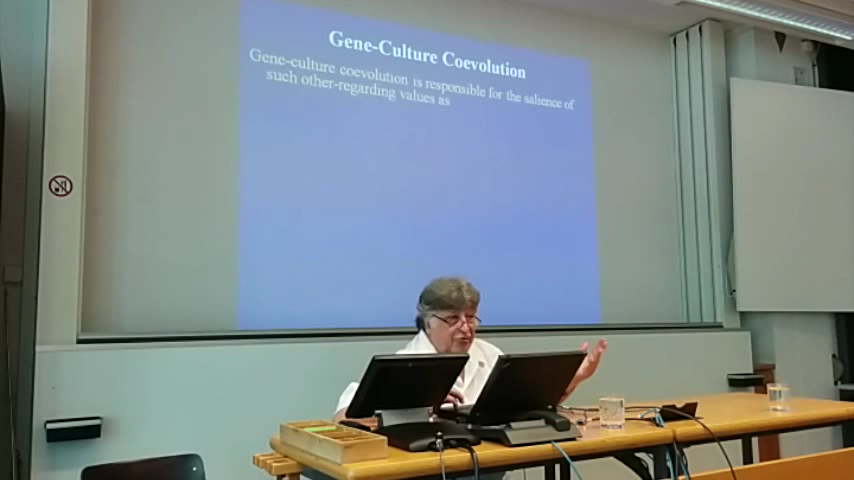 Gene-Culture Coevolution
Gene-culture coevolution is responsible for the salience of
such other-regarding values as